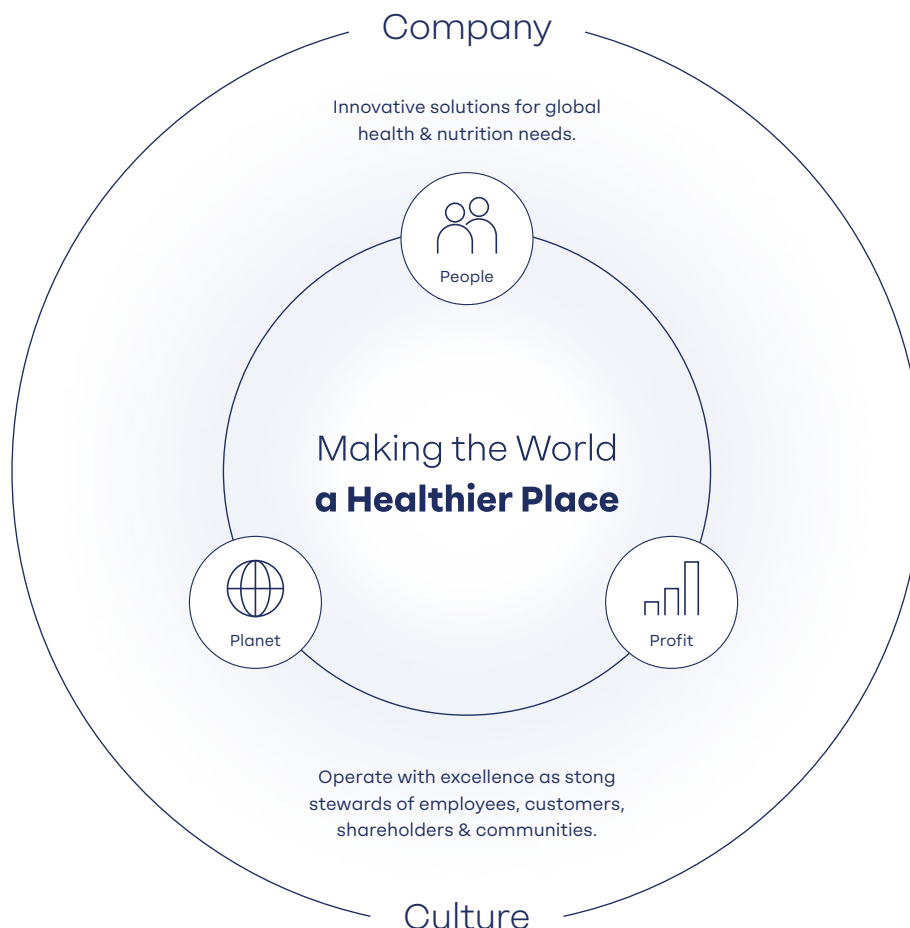 Company
Innovative solutions for global
health & nutrition needs.
People
Making the World
a Healthier Place
Planet
Profit
Operate with excellence as stong
stewards of employees, customers,
shareholders & communities.
Culture